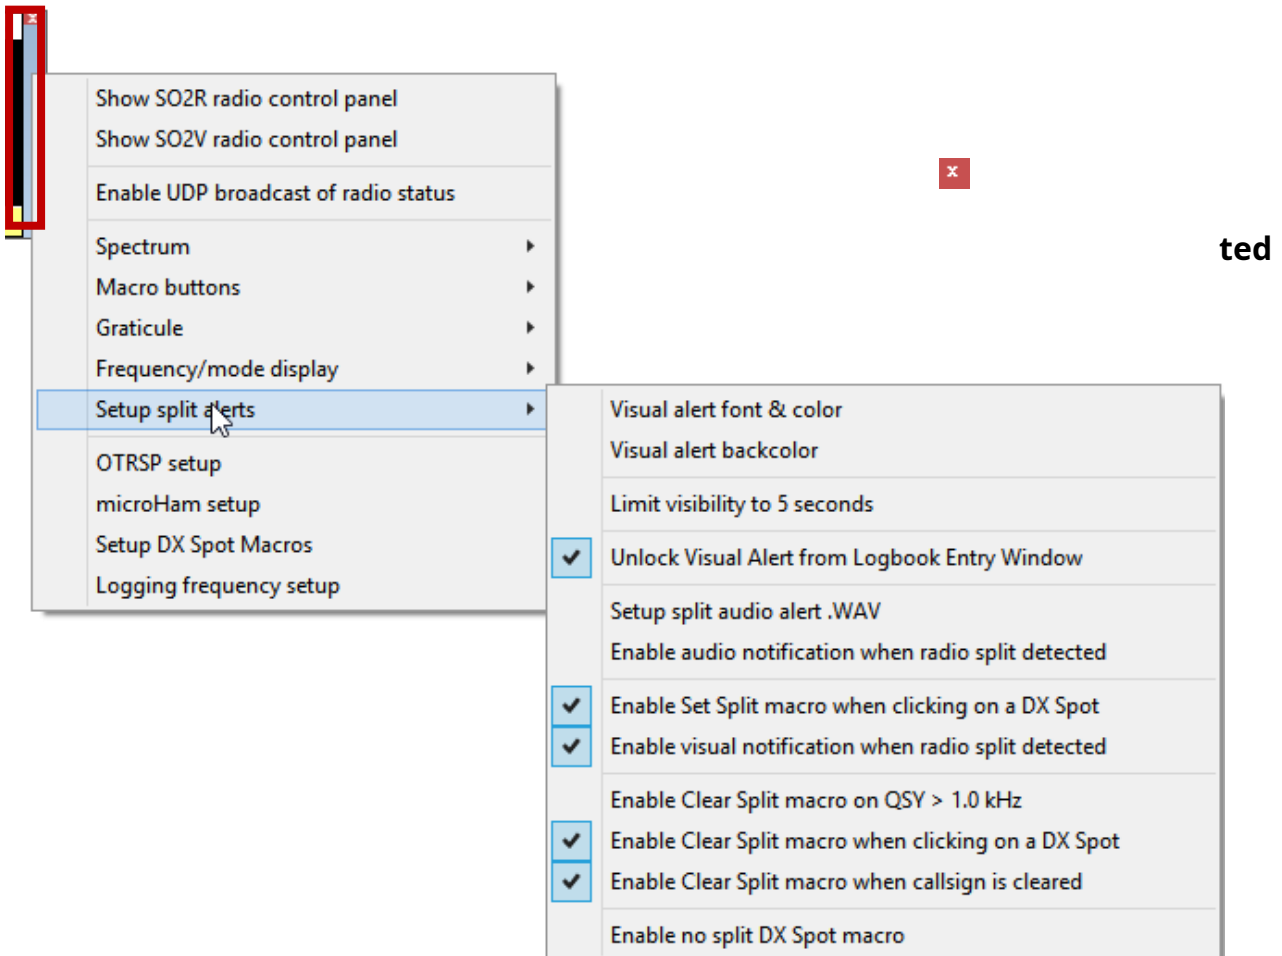 Show SO2R radio control panel
Show SO2V radio control panel
Enable UDP broadcast of radio status
ted
Spectrum
Macro buttons
Graticule
Frequency/mode display
Setup split alerts
OTRSP setup
microHam setup
Setup DX Spot Macros
Logging frequency setup
Visual alert font & color
Visual alert backcolor
Limit visibility to 5 seconds
Unlock Visual Alert from Logbook Entry Window
Setup split audio alert .WAV
Enable audio notification when radio split detected
Enable Set Split macro when clicking on a DX Spot
Enable visual notification when radio split detected
Enable Clear Split macro on QSY > 1.0 kHz
Enable Clear Split macro when clicking on a DX Spot
Enable Clear Split macro when callsign is cleared
Enable no split DX Spot macro